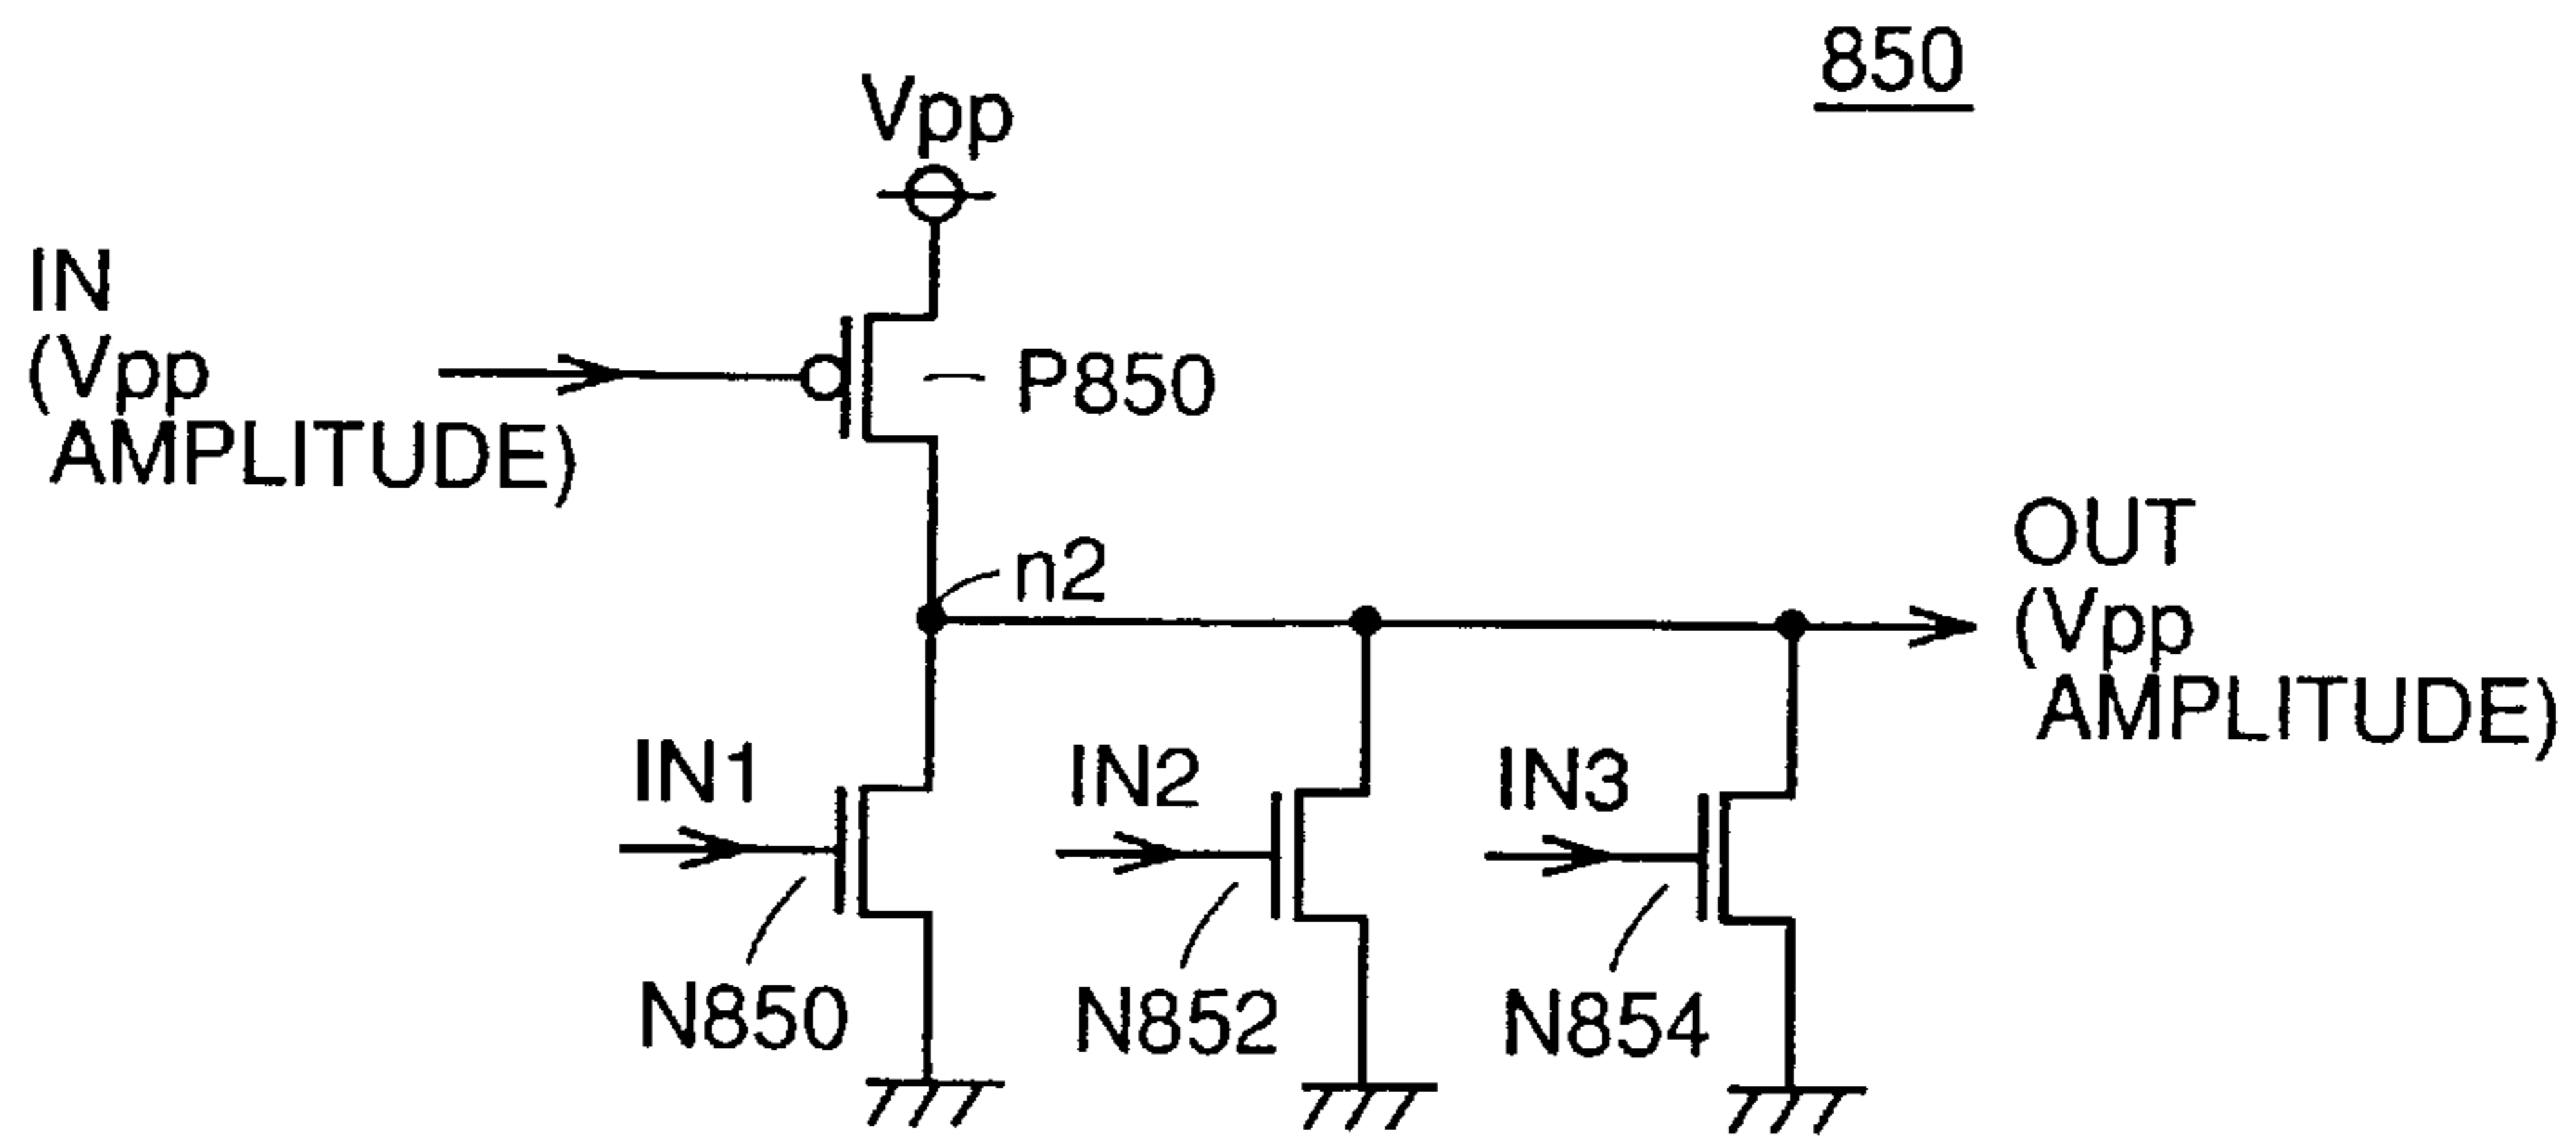 850
Vpp
IN
(Vpp
AMPLITUDE)
P850
n2
OUT
(Vpp
AMPLITUDE)
IN1
IN2
IN3
N850
N852
N854